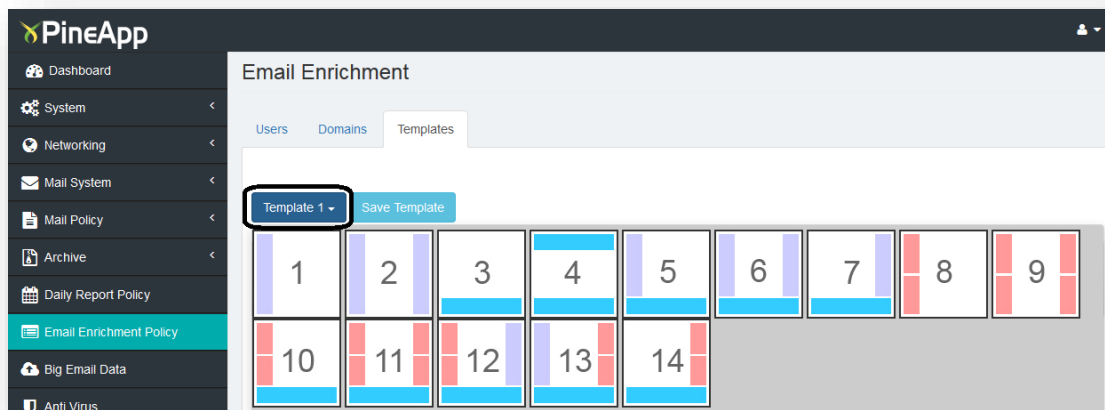 PineApp
Dashboard
System
Networking
Mail System
Mail Policy
Archive
Daily Report Policy
Email Enrichment Policy
Big Email Data
Anti Virus
Email Enrichment
Users Domains Templates
Template 1 Save Template
1 2 3 4 5 6 7 8 9
10 11 12 13 14